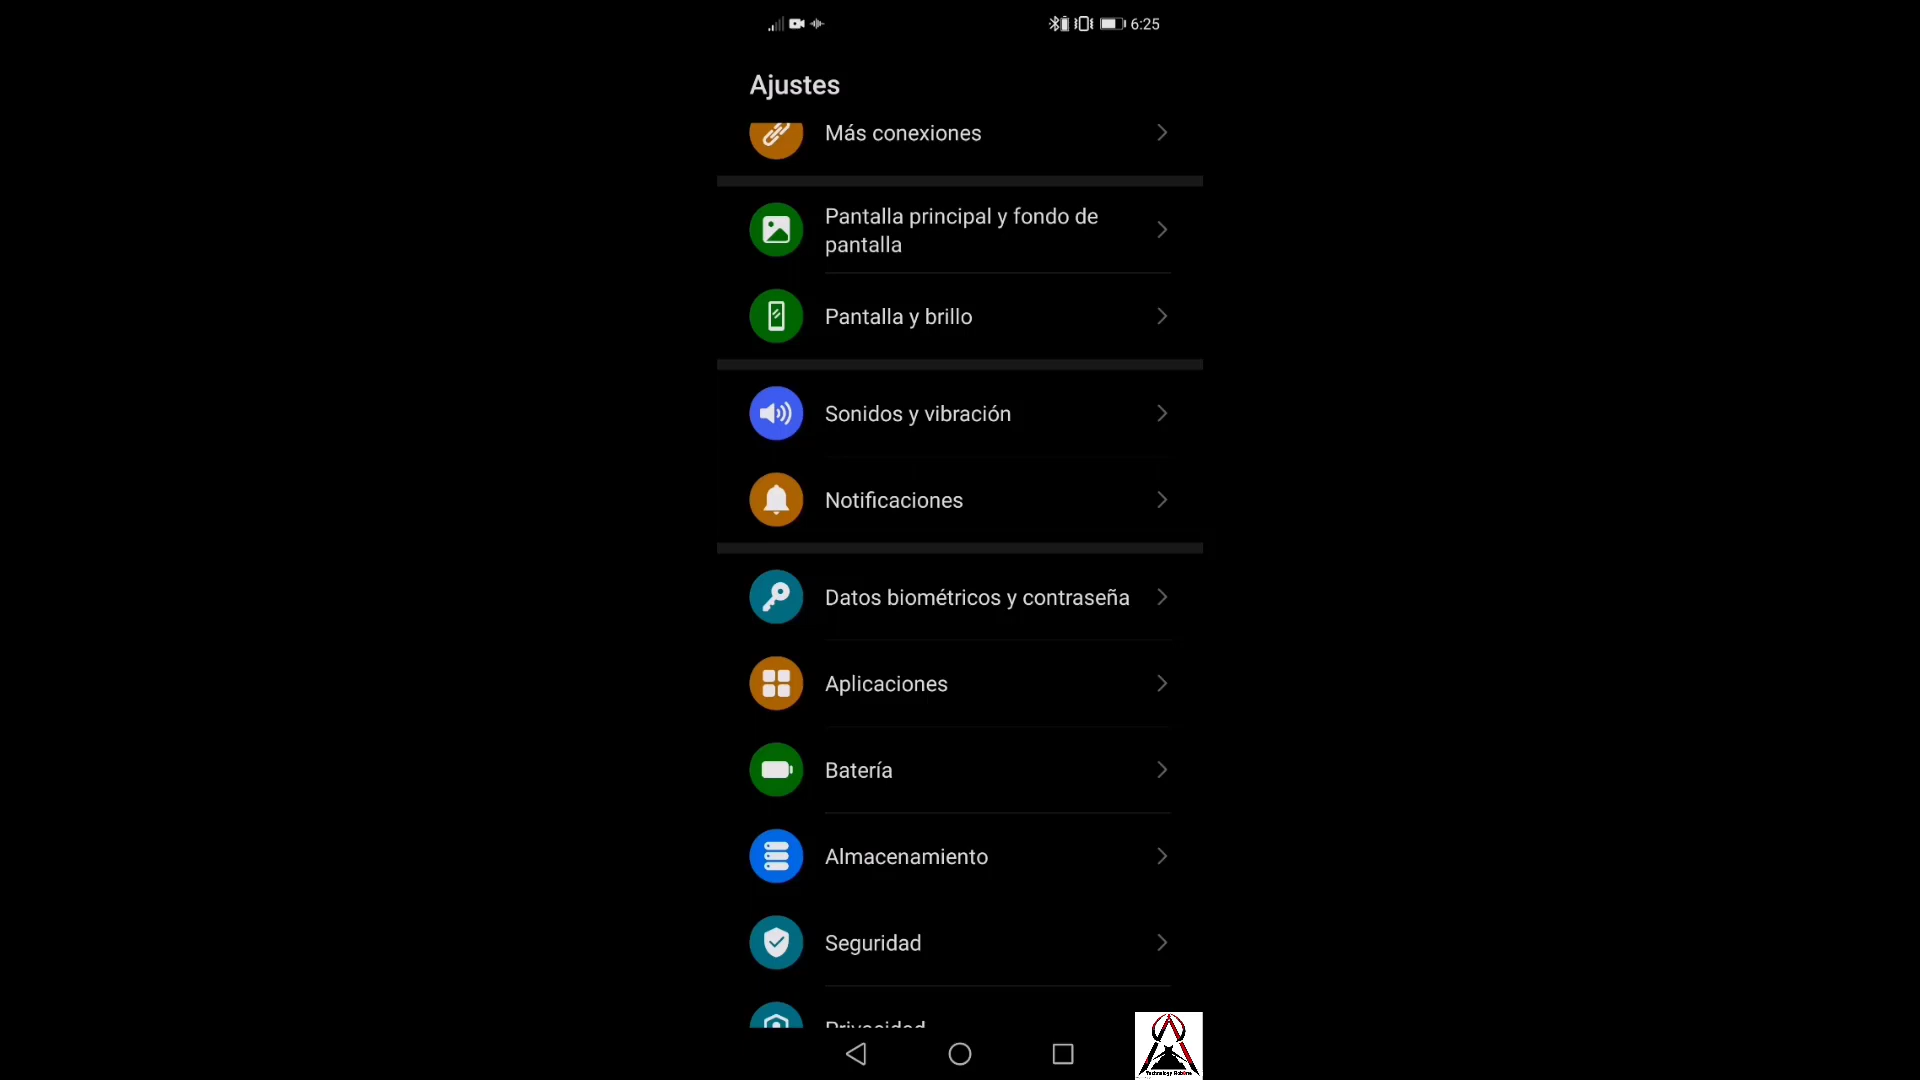 6:25
Ajustes
Más conexiones
Pantalla principal y fondo de
pantalla
Pantalla y brillo
Sonidos y vibración
Notificaciones
Datos biométricos y contraseña
Aplicaciones
Batería
Almacenamiento
Seguridad
Privacidad